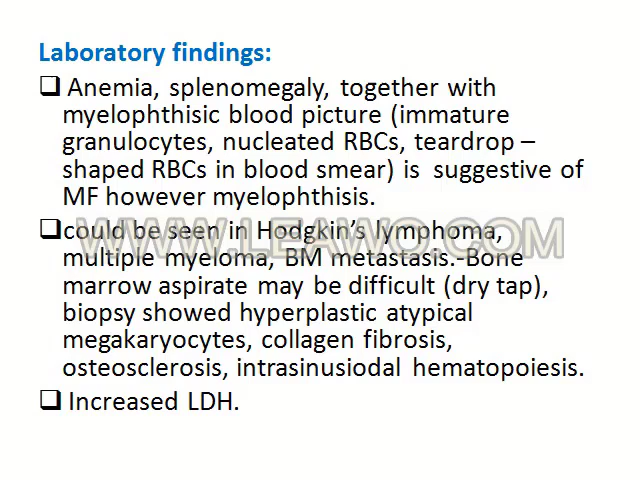 Laboratory findings:
❑ Anemia, splenomegaly, together with
myelophthisic blood picture (immature
granulocytes, nucleated RBCs, teardrop –
shaped RBCs in blood smear) is suggestive of
MF however myelophthisis.
❑could be seen in Hodgkin's lymphoma,
WWW.LEAWO.COM
multiple myeloma, BM metastasis.-Bone
marrow aspirate may be difficult (dry tap),
biopsy showed hyperplastic atypical
megakaryocytes, collagen fibrosis,
osteosclerosis, intrasinusiodal hematopoiesis.
❑ Increased LDH.